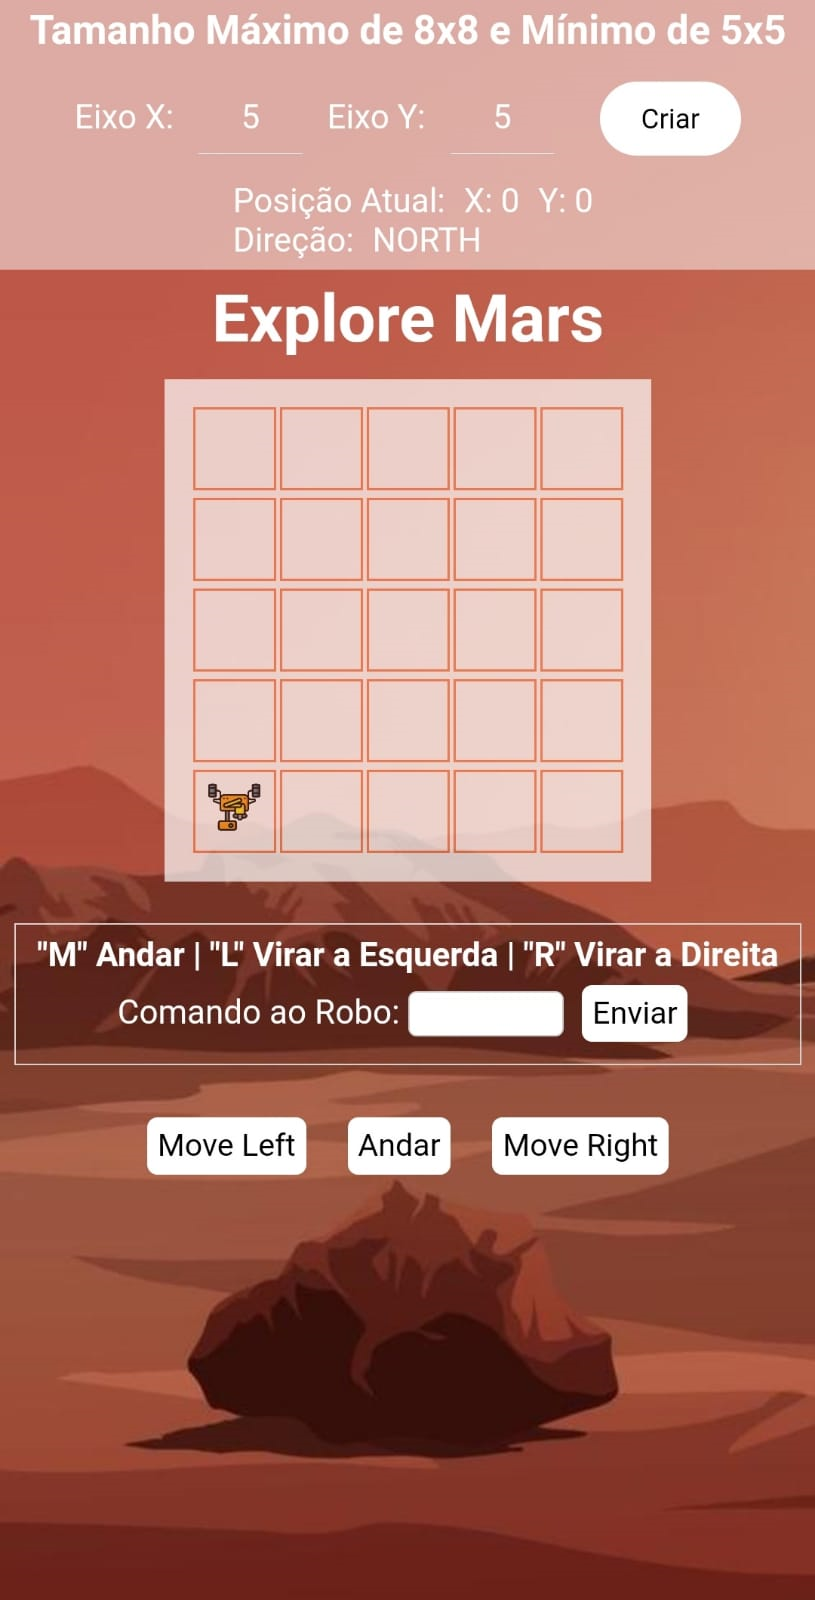 Tamanho Máximo de 8x8 e Mínimo de 5x5
Eixo X: 5 Eixo Y: 5 Criar
Posição Atual: X: 0 Y: 0
Direção: NORTH
Explore Mars
"M" Andar | "L" Virar a Esquerda | "R" Virar a Direita
Comando ao Robo: Enviar
Move Left Andar Move Right